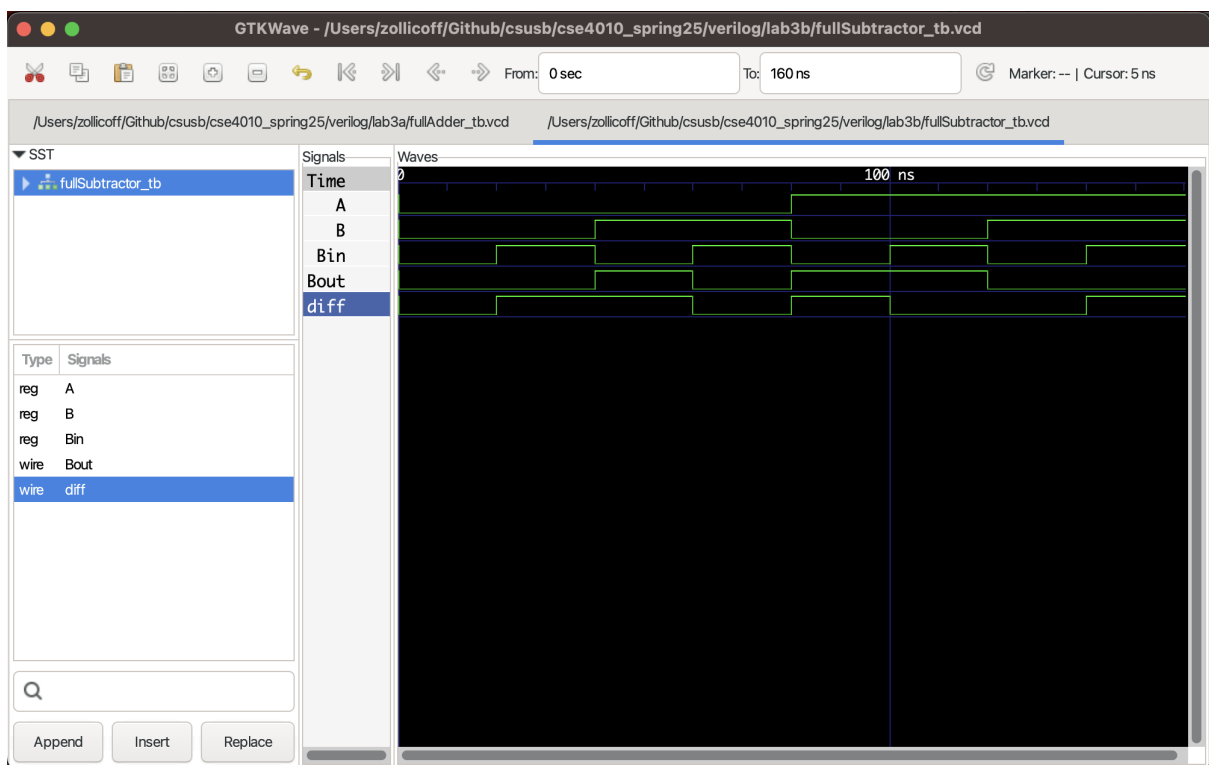 GTKWave - /Users/zollicoff/Github/csusb/cse4010_spring25/verilog/lab3b/fullSubtractor_tb.vcd
From: 0 sec To: 160 ns Marker: -- | Cursor: 5 ns
/Users/zollicoff/Github/csusb/cse4010_spring25/verilog/lab3a/fullAdder_tb.vcd /Users/zollicoff/Github/csusb/cse4010_spring25/verilog/lab3b/fullSubtractor_tb.vcd
SST
fullSubtractor_tb
Type Signals
reg A
reg B
reg Bin
wire Bout
wire diff
Append Insert Replace
Signals
Time
A
B
Bin
Bout
diff
Waves
0 100 ns